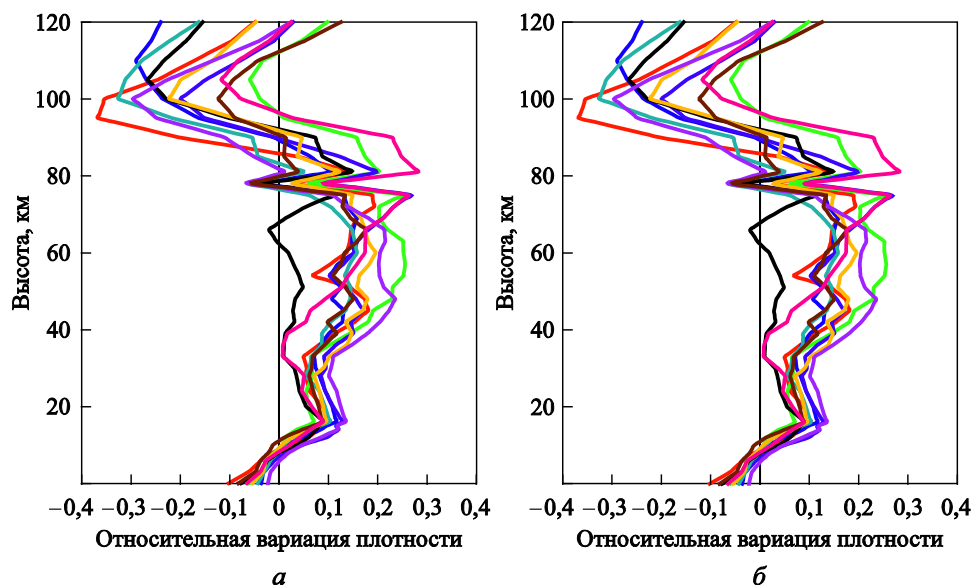 120
100
80
60
40
20
Высота, км
–0,4 –0,3 –0,2 –0,1 0 0,1 0,2 0,3 0,4
Относительная вариация плотности
а
120
100
80
60
40
20
Высота, км
–0,4 –0,3 –0,2 –0,1 0 0,1 0,2 0,3 0,4
Относительная вариация плотности
б